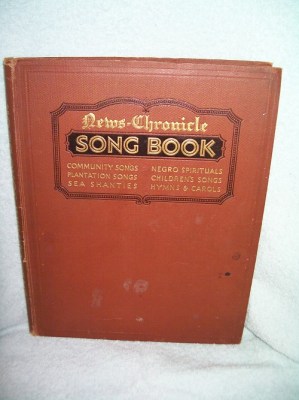 News-Chronicle
SONG BOOK
COMMUNITY SONGS
PLANTATION SONGS
SEA SHANTIES
NEGRO SPIRITUALS
CHILDREN'S SONGS
HYMNS & CAROLS